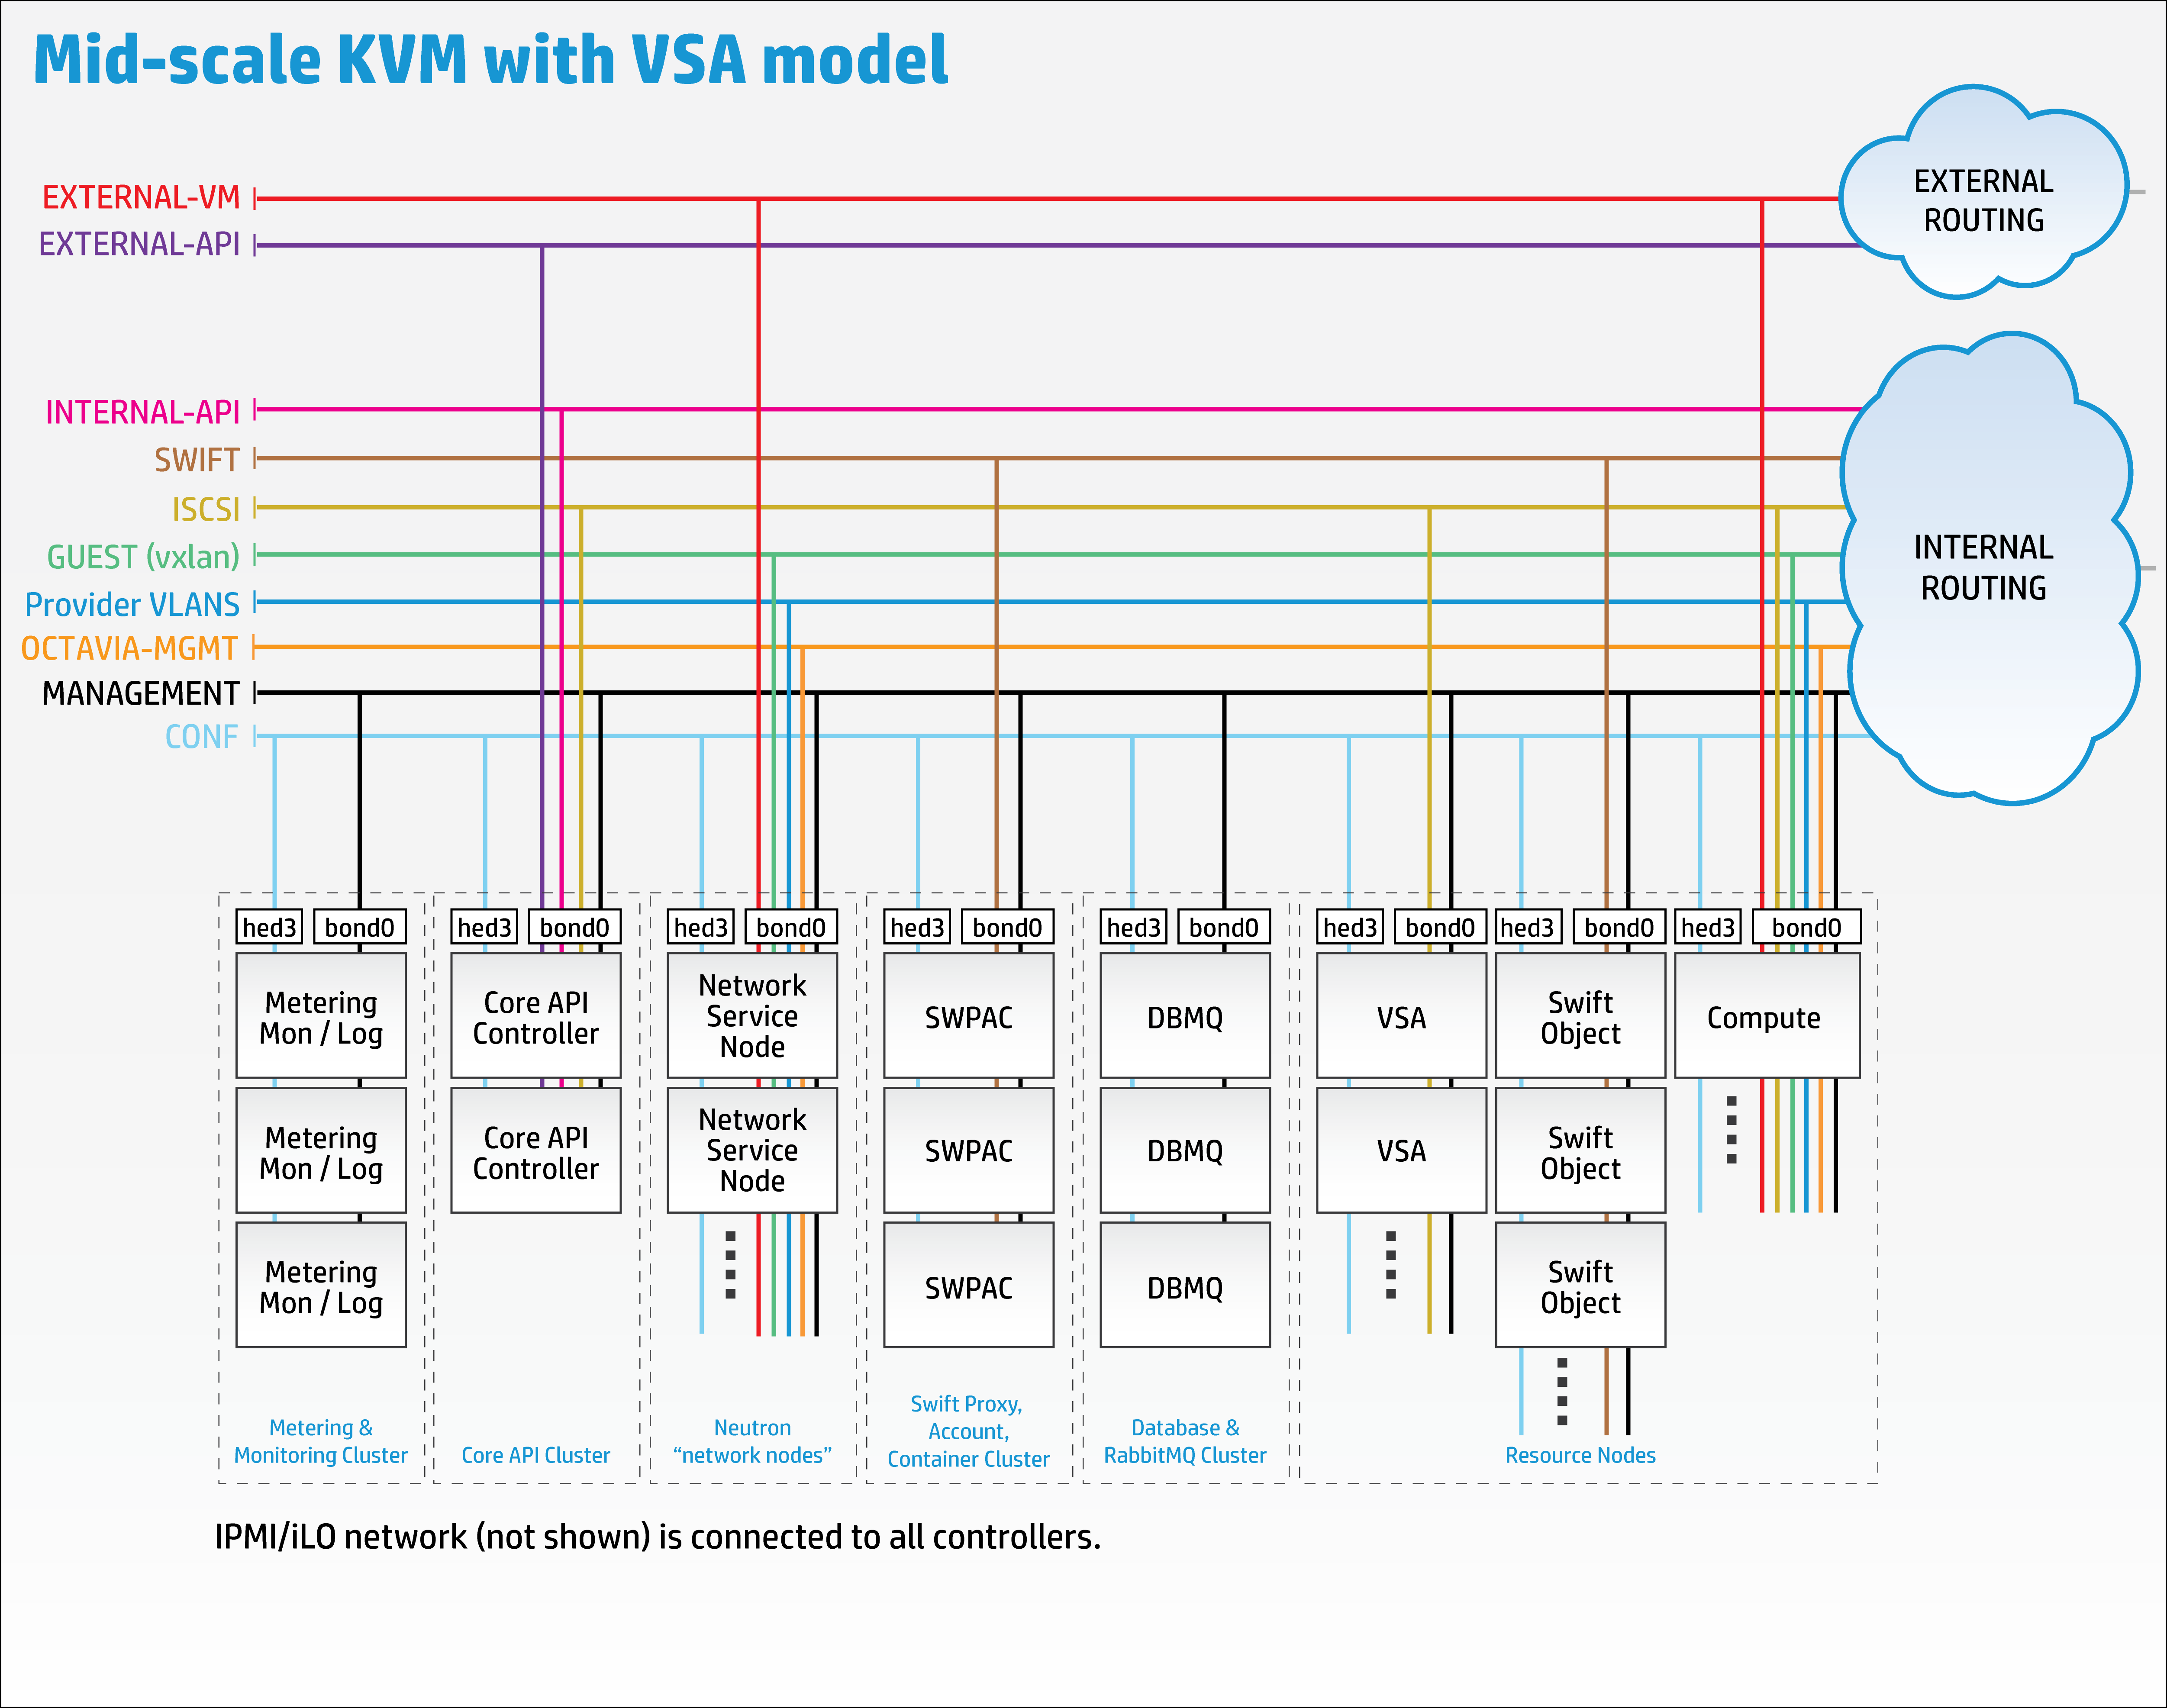 Mid-scale KVM with VSA model
EXTERNAL-VM
EXTERNAL-API
EXTERNAL
ROUTING
INTERNAL-API
SWIFT
ISCSI
GUEST (vxlan)
Provider VLANS
OCTAVIA-MGMT
MANAGEMENT
CONF
INTERNAL
ROUTING
hed3
bond0
Metering
Mon / Log
Metering
Mon / Log
Metering
Mon / Log
Metering &
Monitoring Cluster
hed3
bond0
Core API
Controller
Core API
Controller
Core API Cluster
hed3
bond0
Network
Service
Node
Network
Service
Node
Neutron
“network nodes”
hed3
bond0
SWPAC
SWPAC
SWPAC
Swift Proxy,
Account,
Container Cluster
hed3
bond0
DBMQ
DBMQ
DBMQ
Database &
RabbitMQ Cluster
hed3
bond0
VSA
VSA
hed3
bond0
Swift
Object
Swift
Object
Swift
Object
hed3
bond0
Compute
Resource Nodes
IPMI/iLO network (not shown) is connected to all controllers.